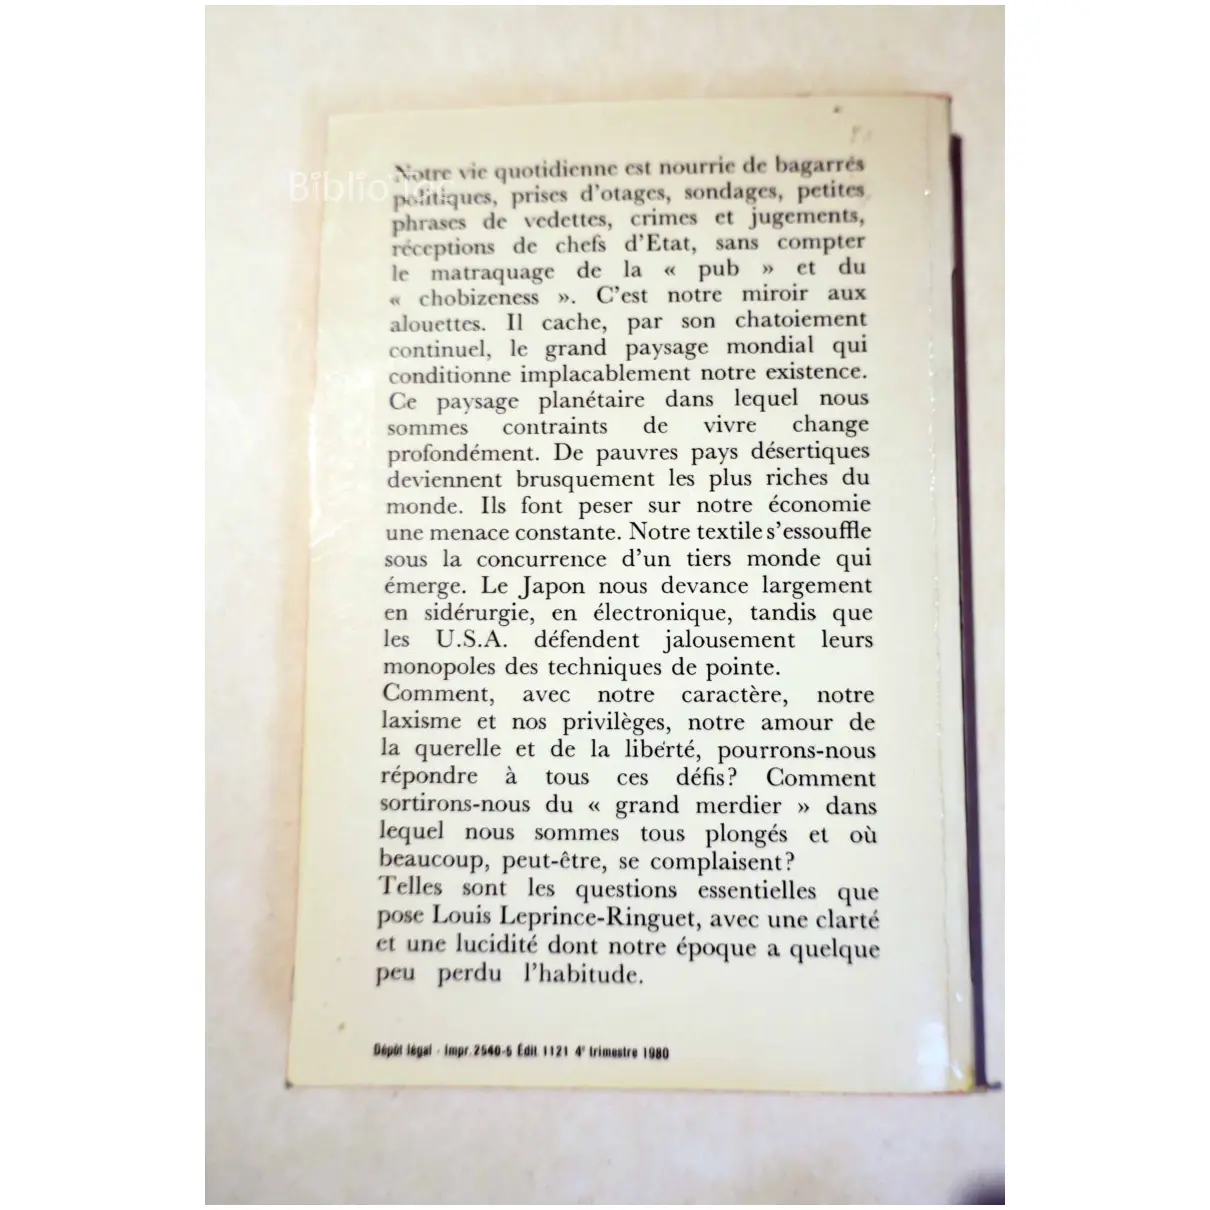 Biblio'loc
Notre vie quotidienne est nourrie de bagarres
politiques, prises d'otages, sondages, petites
phrases de vedettes, crimes et jugements,
réceptions de chefs d'Etat, sans compter
le matraquage de la « pub » et du
« chobizeness ». C'est notre miroir aux
alouettes. Il cache, par son chatoiement
continuel, le grand paysage mondial qui
conditionne implacablement notre existence.
Ce paysage planétaire dans lequel nous
sommes contraints de vivre change
profondément. De pauvres pays désertiques
deviennent brusquement les plus riches du
monde. Ils font peser sur notre économie
une menace constante. Notre textile s'essouffle
sous la concurrence d'un tiers monde qui
émerge. Le Japon nous devance largement
en sidérurgie, en électronique, tandis que
les U.S.A. défendent jalousement leurs
monopoles des techniques de pointe.
Comment, avec notre caractère, notre
laxisme et nos privilèges, notre amour de
la querelle et de la liberté, pourrons-nous
répondre à tous ces défis? Comment
sortirons-nous du « grand merdier » dans
lequel nous sommes tous plongés et où
beaucoup, peut-être, se complaisent?
Telles sont les questions essentielles que
pose Louis Leprince-Ringuet, avec une clarté
et une lucidité dont notre époque a quelque
peu perdu l'habitude.
Dépôt légal - Impr. 2540-5 Édit. 1121 4e trimestre 1980